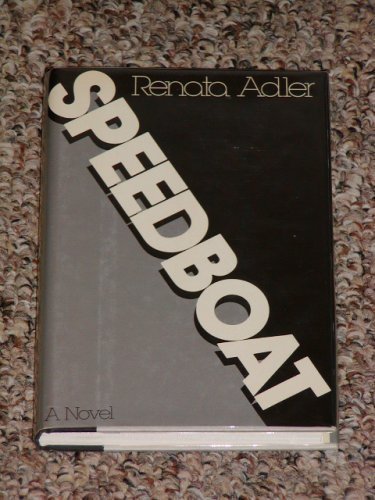 Renata Adler
SPEEDBOAT
A Novel